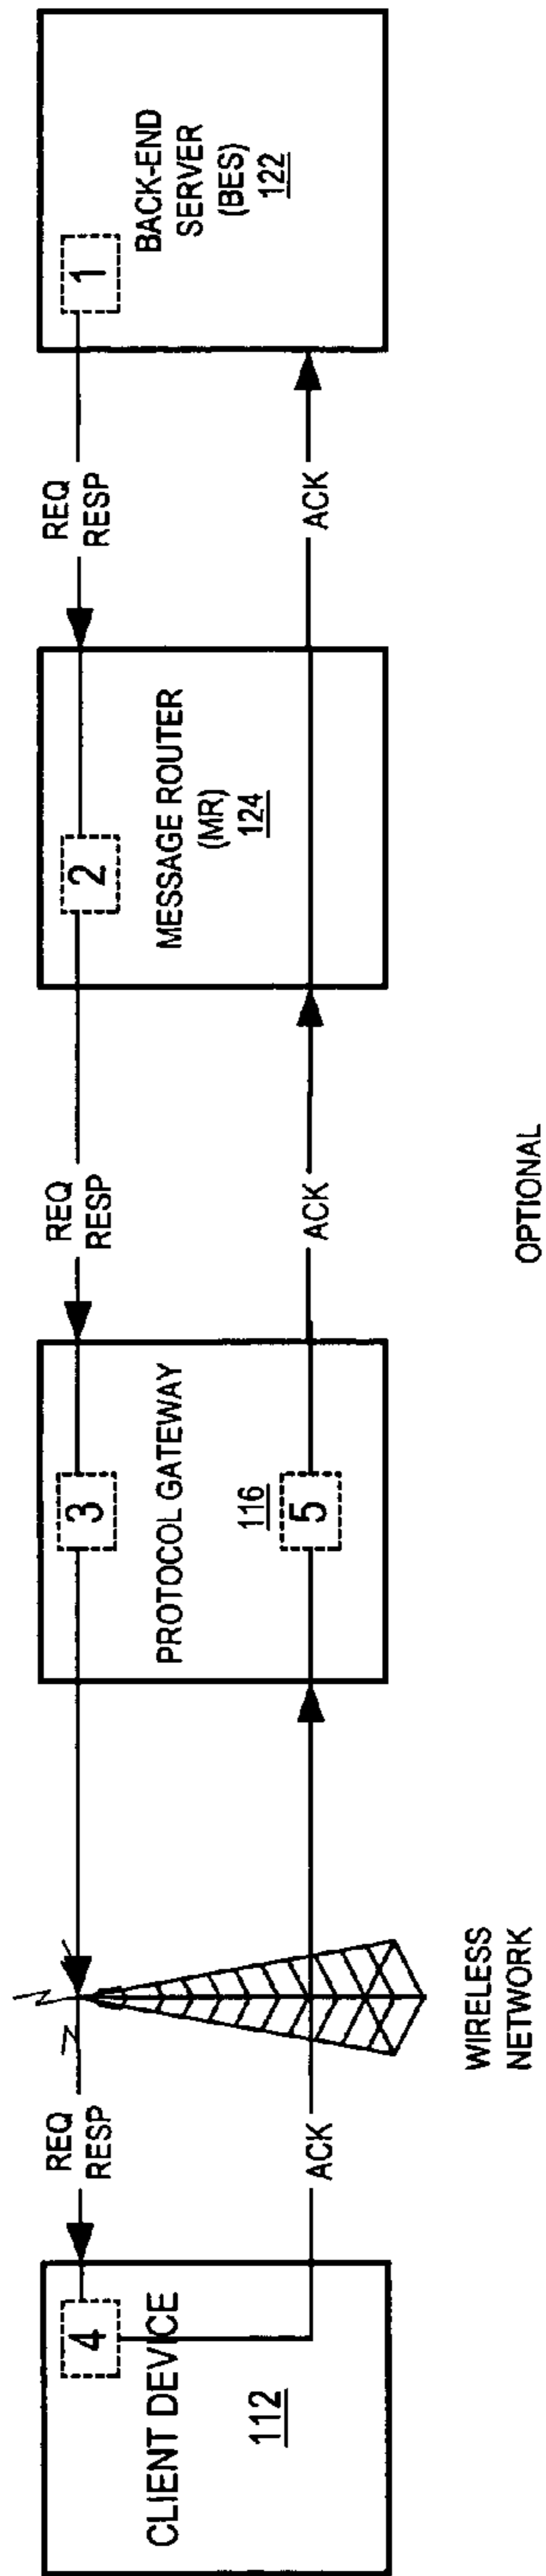 CLIENT DEVICE
112
4
REQ
RESP
ACK
WIRELESS
NETWORK
PROTOCOL GATEWAY
116
3
5
REQ
RESP
ACK
MESSAGE ROUTER
(MR)
124
2
REQ
RESP
ACK
BACK-END
SERVER
(BES)
122
1
OPTIONAL